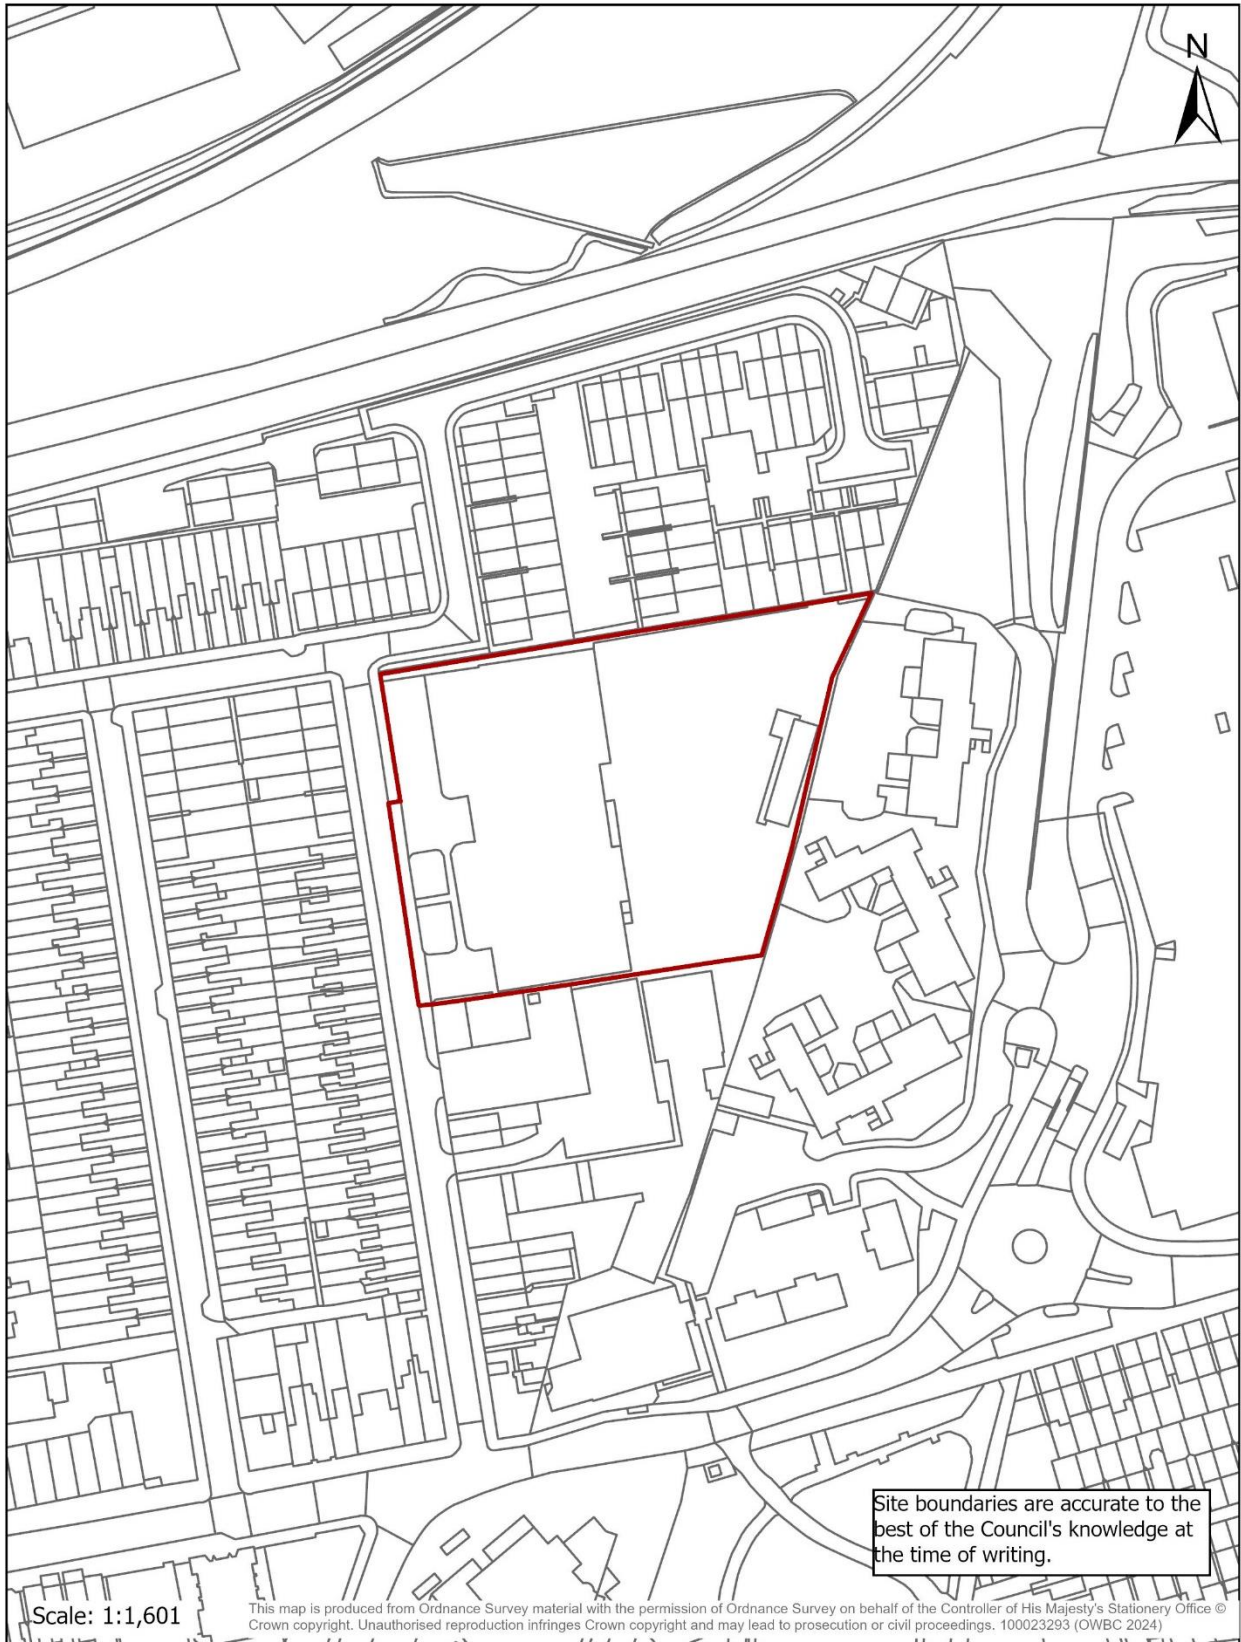 N
Site boundaries are accurate to the
best of the Council's knowledge at
the time of writing.
Scale: 1:1,601
This map is produced from Ordnance Survey material with the permission of Ordnance Survey on behalf of the Controller of His Majesty's Stationery Office ©
Crown copyright. Unauthorised reproduction infringes Crown copyright and may lead to prosecution or civil proceedings. 100023293 (OWBC 2024)